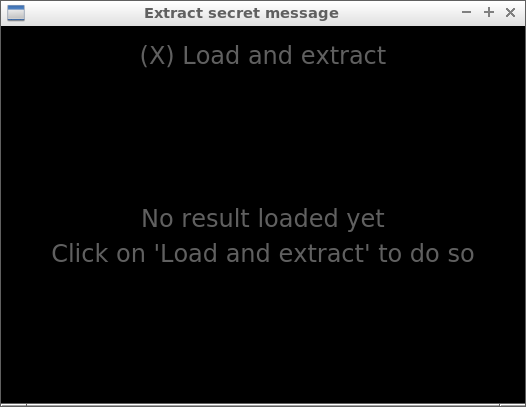 Extract secret message
(X) Load and extract
No result loaded yet
Click on 'Load and extract' to do so